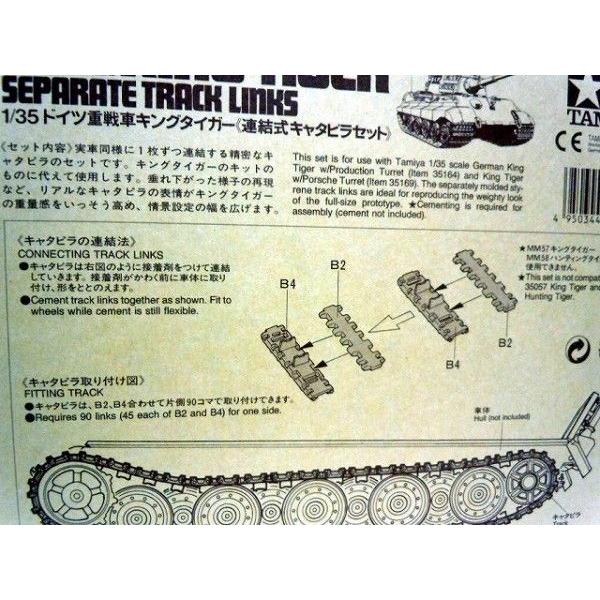 SEPARATE TRACK LINKS
1/35ドイツ重戦車キングタイガー《連結式キャタピラセット》
TAM
《セット内容》実車同様に1枚ずつ連結する精密なキ
ャタピラのセットです。キングタイガーのキット
のものに代えて使用します。垂れ下がった様子の再現
など、リアルなキャタピラの表情がキングタイガー
の重量感をいっそう高め、情景設定の幅を広げます。
This set is for use with Tamiya 1/35 scale German King
Tiger w/Production Turret (Item 35164) and King Tiger
w/Porsche Turret (Item 35169). The separately molded sty-
rene track links are ideal for reproducing the weighty look
of the full-size prototype. ★Cementing is required for
assembly (cement not included).
CE
4 950344
《キャタピラの連結法》
CONNECTING TRACK LINKS
●キャタピラは右図のように接着剤をつけて連結
していきます。接着剤がかわく前に車体に取り付
け、形をととのえます。
●Cement track links together as shown. Fit to
wheels while cement is still flexible.
B4
B2
B4
B2
★MM57キングタイガー
MM58ハンティングタイ
使用できません。
★This set is not compat
35057 King Tiger and
Hunting Tiger.
《キャタピラ取り付け図》
FITTING TRACK
●キャタピラは、B2、B4合わせて片側90コマで取り付けできます。
●Requires 90 links (45 each of B2 and B4) for one side.
車体
Hull (not included)
キャタピラ
Track